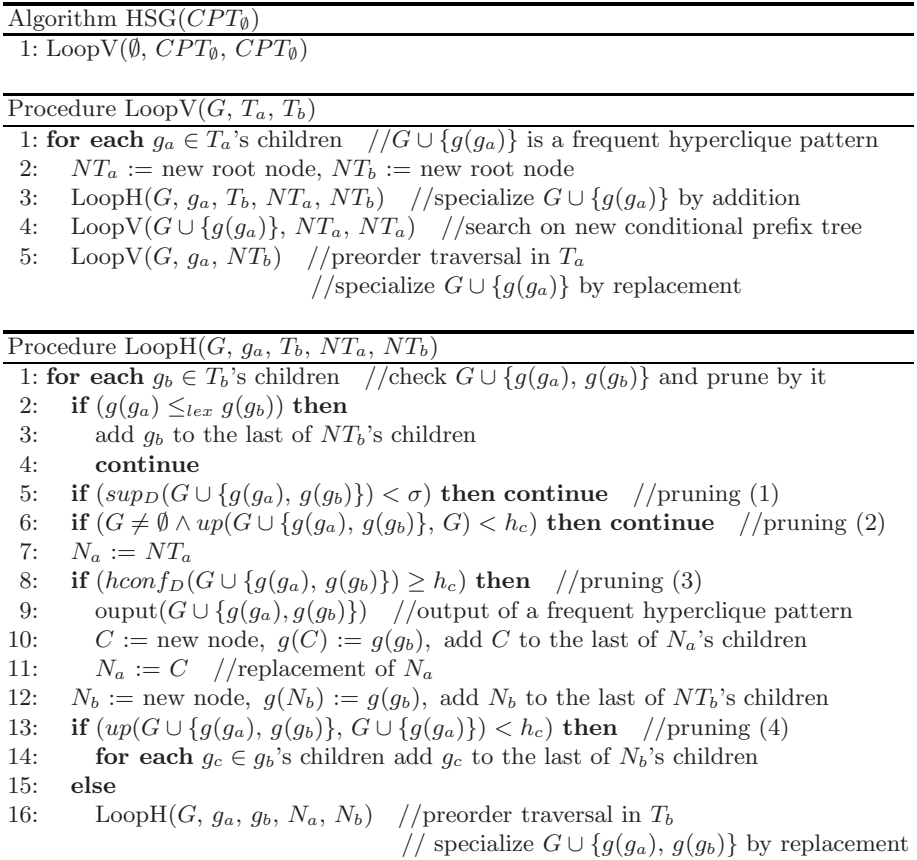 Algorithm HSG(CPT∅)
1: LoopV(∅, CPT∅, CPT∅)
Procedure LoopV(G, Ta, Tb)
1: for each ga ∈ Ta's children //G ∪ {g(ga)} is a frequent hyperclique pattern
2: NTa := new root node, NTb := new root node
3: LoopH(G, ga, Tb, NTa, NTb) //specialize G ∪ {g(ga)} by addition
4: LoopV(G ∪ {g(ga)}, NTa, NTa) //search on new conditional prefix tree
5: LoopV(G, ga, NTb) //preorder traversal in Ta
//specialize G ∪ {g(ga)} by replacement
Procedure LoopH(G, ga, Tb, NTa, NTb)
1: for each gb ∈ Tb's children //check G ∪ {g(ga), g(gb)} and prune by it
2: if (g(ga) ≤lex g(gb)) then
3: add gb to the last of NTb's children
4: continue
5: if (supD(G ∪ {g(ga), g(gb)}) < σ) then continue //pruning (1)
6: if (G ≠ ∅ ∧ up(G ∪ {g(ga), g(gb)}, G) < hc) then continue //pruning (2)
7: Na := NTa
8: if (hconfD(G ∪ {g(ga), g(gb)}) ≥ hc) then //pruning (3)
9: ouput(G ∪ {g(ga), g(gb)}) //output of a frequent hyperclique pattern
10: C := new node, g(C) := g(gb), add C to the last of Na's children
11: Na := C //replacement of Na
12: Nb := new node, g(Nb) := g(gb), add Nb to the last of NTb's children
13: if (up(G ∪ {g(ga), g(gb)}, G ∪ {g(ga)}) < hc) then //pruning (4)
14: for each gc ∈ gb's children add gc to the last of Nb's children
15: else
16: LoopH(G, ga, gb, Na, Nb) //preorder traversal in Tb
// specialize G ∪ {g(ga), g(gb)} by replacement